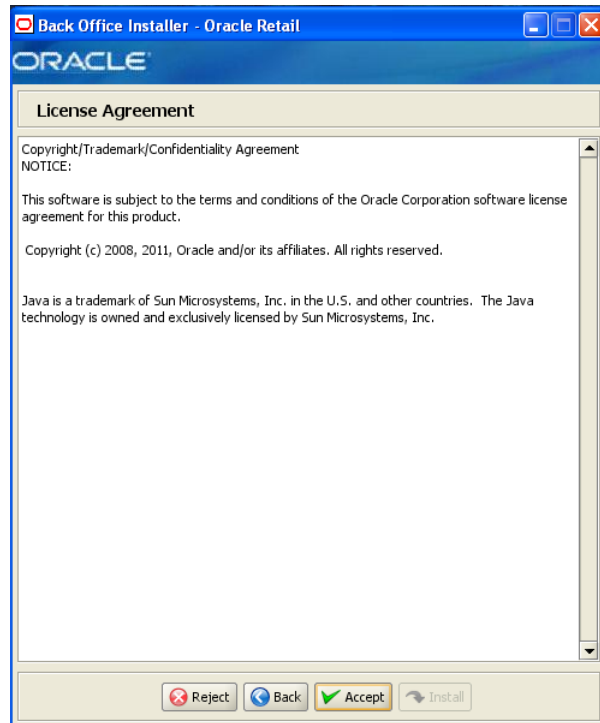 Back Office Installer - Oracle Retail
ORACLE
License Agreement
Copyright/Trademark/Confidentiality Agreement
NOTICE:
This software is subject to the terms and conditions of the Oracle Corporation software license
agreement for this product.
Copyright (c) 2008, 2011, Oracle and/or its affiliates. All rights reserved.
Java is a trademark of Sun Microsystems, Inc. in the U.S. and other countries.  The Java
technology is owned and exclusively licensed by Sun Microsystems, Inc.
Reject Back Accept Install